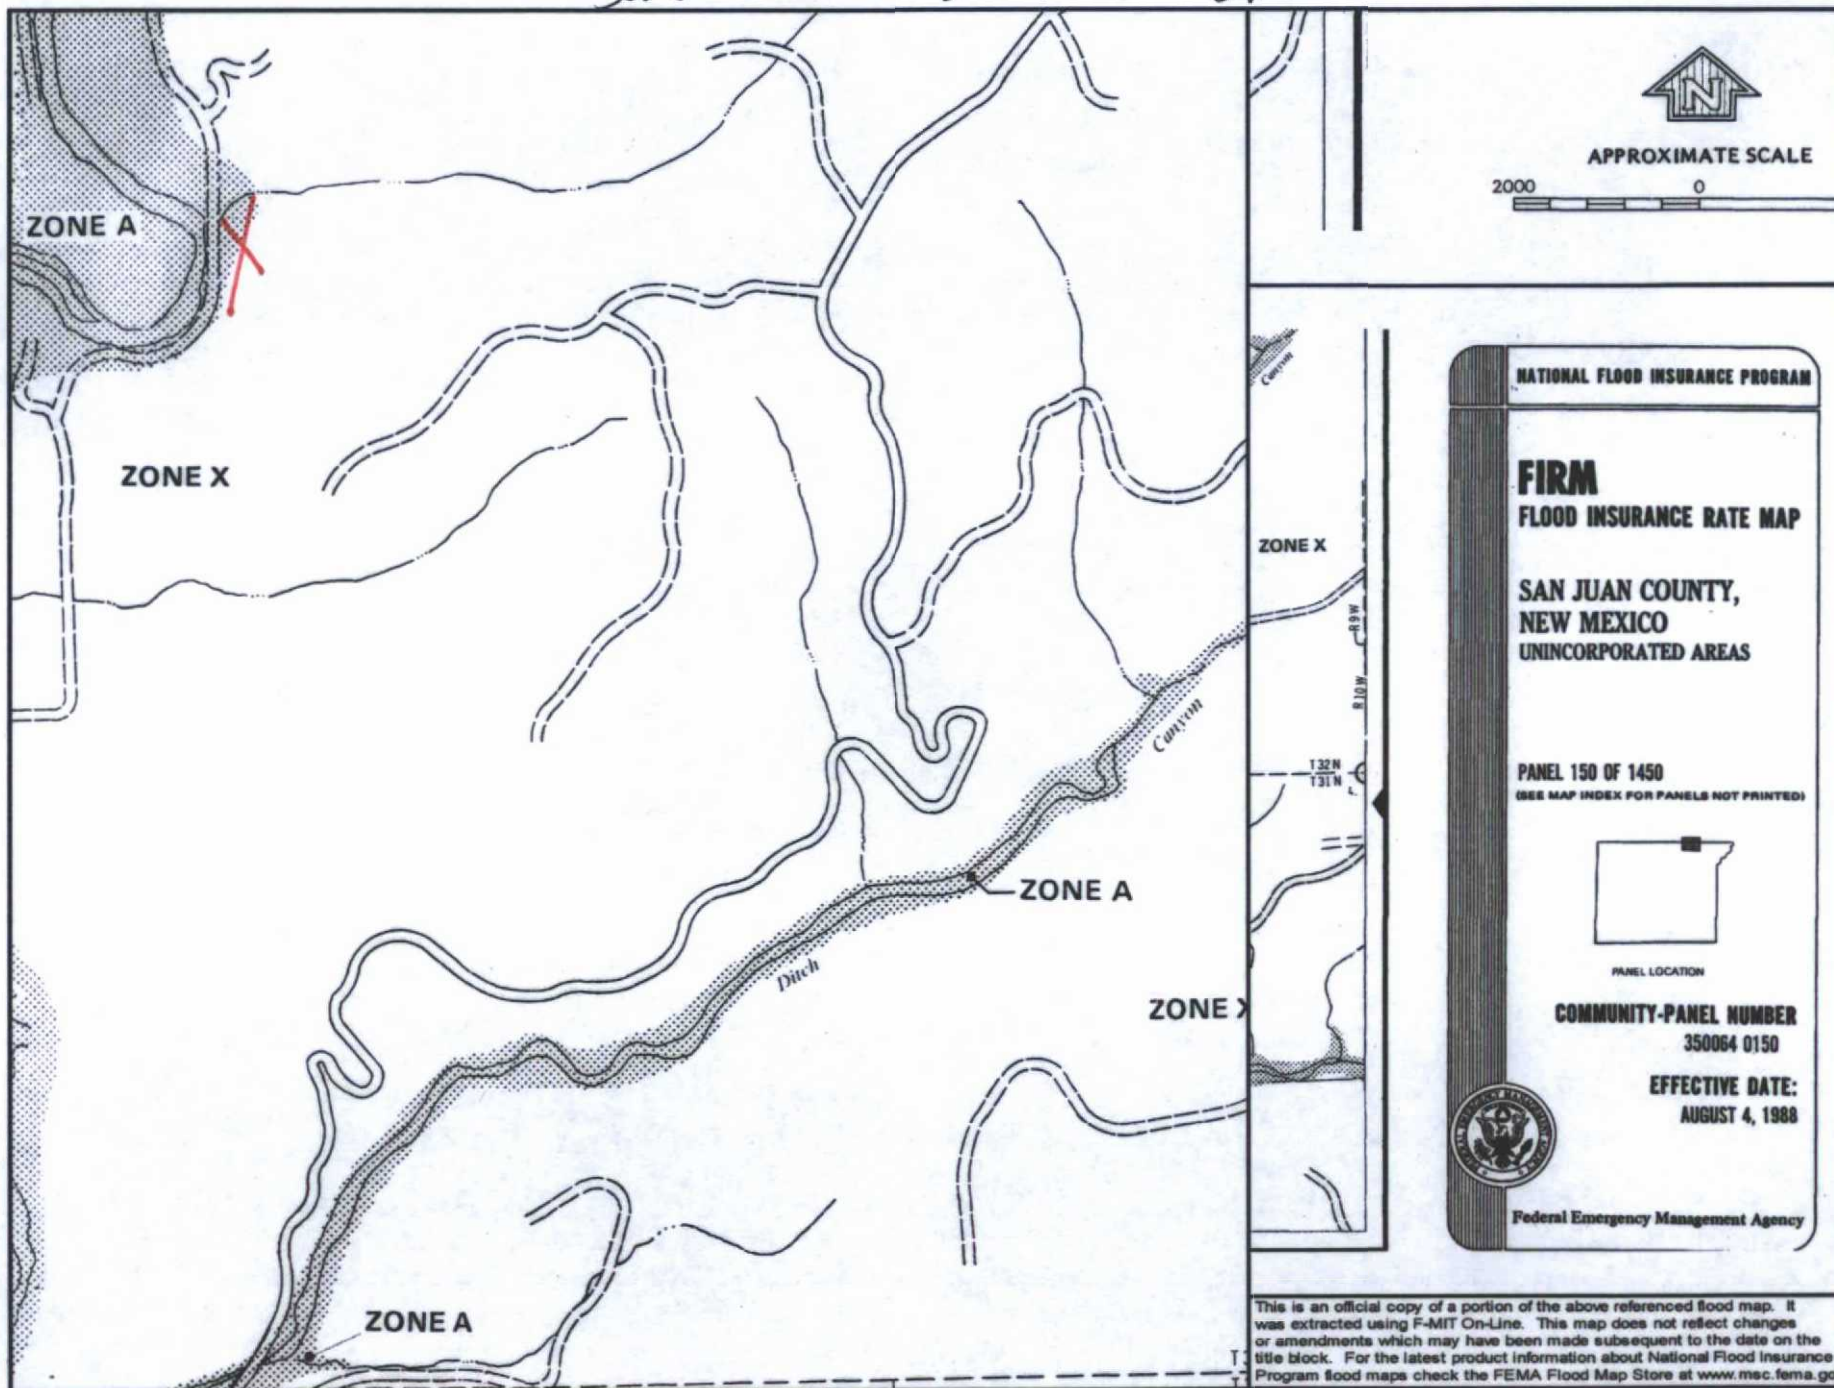 N
APPROXIMATE SCALE
2000 0
ZONE A
ZONE X
Canyon
ZONE A
Ditch
ZONE X
ZONE A
Canyon
ZONE X
R9W
R10W
T32N
T31N
NATIONAL FLOOD INSURANCE PROGRAM
FIRM
FLOOD INSURANCE RATE MAP
SAN JUAN COUNTY,
NEW MEXICO
UNINCORPORATED AREAS
PANEL 150 OF 1450
(SEE MAP INDEX FOR PANELS NOT PRINTED)
PANEL LOCATION
COMMUNITY-PANEL NUMBER
350064 0150
EFFECTIVE DATE:
AUGUST 4, 1988
FEDERAL EMERGENCY MANAGEMENT AGENCY
Federal Emergency Management Agency
This is an official copy of a portion of the above referenced flood map. It
was extracted using F-MIT On-Line. This map does not reflect changes
or amendments which may have been made subsequent to the date on the
title block. For the latest product information about National Flood Insurance
Program flood maps check the FEMA Flood Map Store at www.msc.fema.go